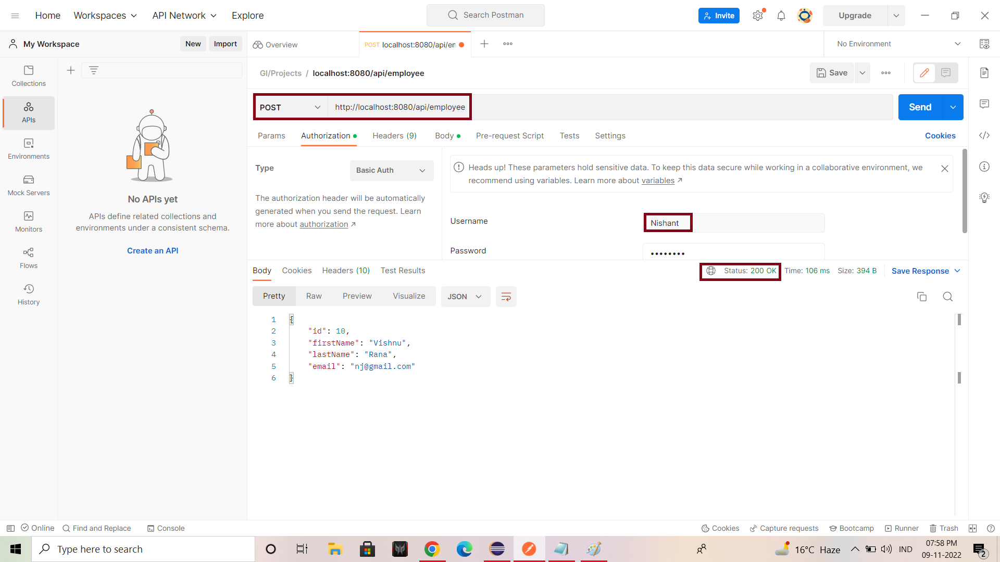 Home
Workspaces
API Network
Explore
Search Postman
Invite
Upgrade
My Workspace
New
Import
Overview
POST localhost:8080/api/en
No Environment
Collections
APIs
Environments
Mock Servers
Monitors
Flows
History
No APIs yet
APIs define related collections and
environments under a consistent schema.
Create an API
GI/Projects / localhost:8080/api/employee
Save
POST
http://localhost:8080/api/employee
Send
Params
Authorization
Headers (9)
Body
Pre-request Script
Tests
Settings
Cookies
Type
Basic Auth
The authorization header will be automatically
generated when you send the request. Learn
more about authorization ↗
Heads up! These parameters hold sensitive data. To keep this data secure while working in a collaborative environment, we
recommend using variables. Learn more about variables ↗
Username
Nishant
Password
••••••••
Body
Cookies
Headers (10)
Test Results
Status: 200 OK
Time: 106 ms
Size: 394 B
Save Response
Pretty
Raw
Preview
Visualize
JSON
1 {
2 "id": 10,
3 "firstName": "Vishnu",
4 "lastName": "Rana",
5 "email": "nj@gmail.com"
6 }
Online
Find and Replace
Console
Cookies
Capture requests
Bootcamp
Runner
Trash
Type here to search
16°C Haze
IND
07:58 PM
09-11-2022
2